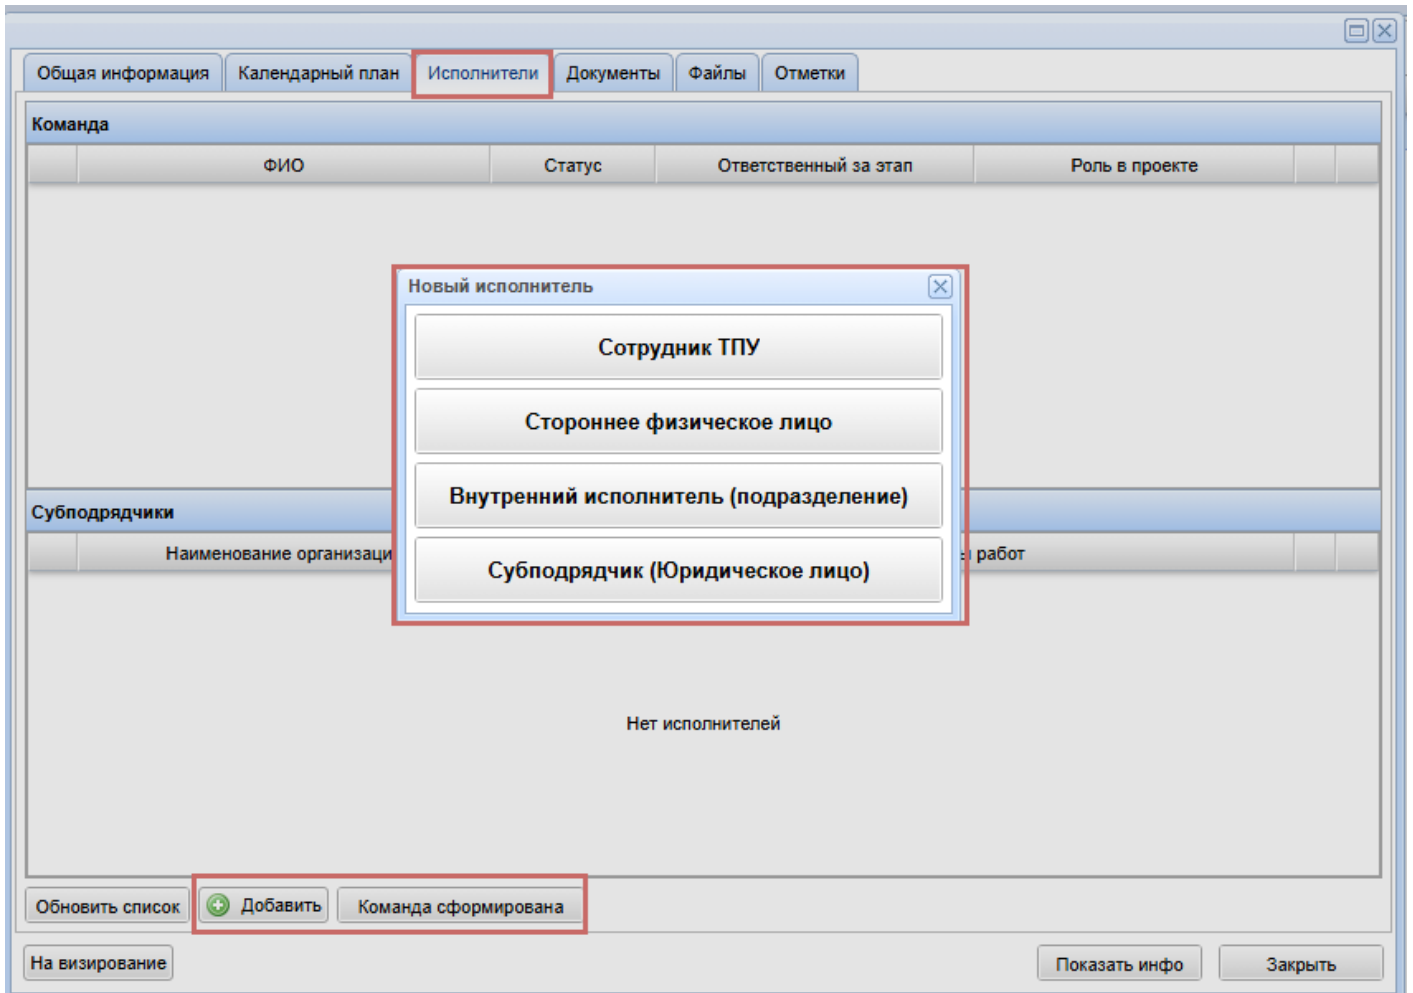 Общая информация Календарный план Исполнители Документы Файлы Отметки
Команда
ФИО Статус Ответственный за этап Роль в проекте
Новый исполнитель
Сотрудник ТПУ
Стороннее физическое лицо
Внутренний исполнитель (подразделение)
Субподрядчик (Юридическое лицо)
Субподрядчики
Наименование организаци работ
Нет исполнителей
Обновить список Добавить Команда сформирована
На визирование Показать инфо Закрыть